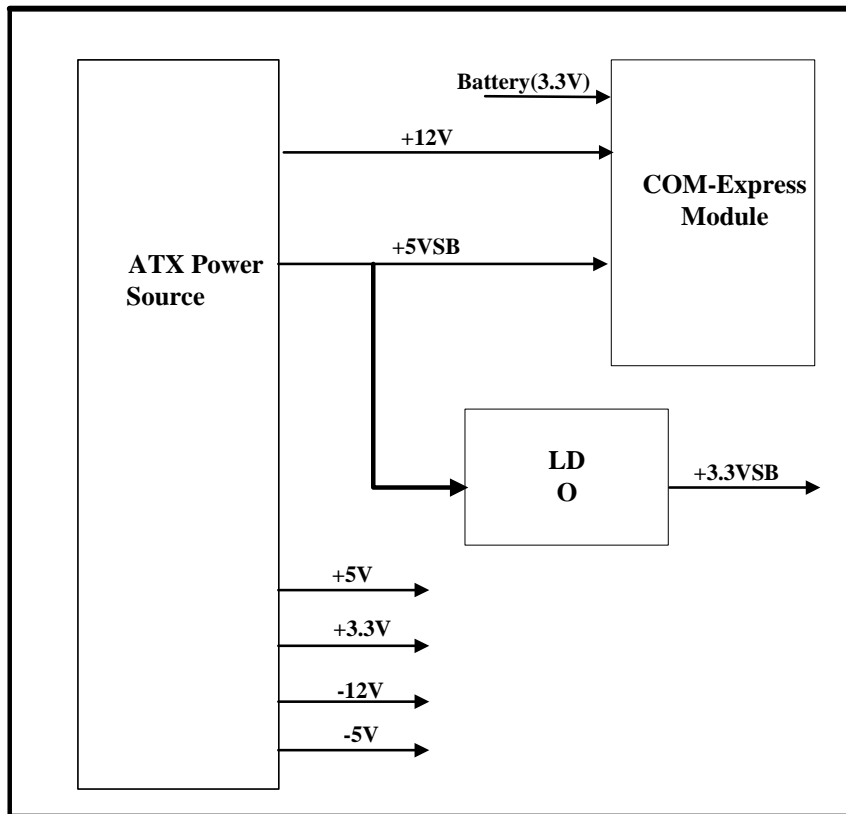 Battery(3.3V)
+12V
COM-Express
Module
+5VSB
ATX Power
Source
LD
O
+3.3VSB
+5V
+3.3V
-12V
-5V